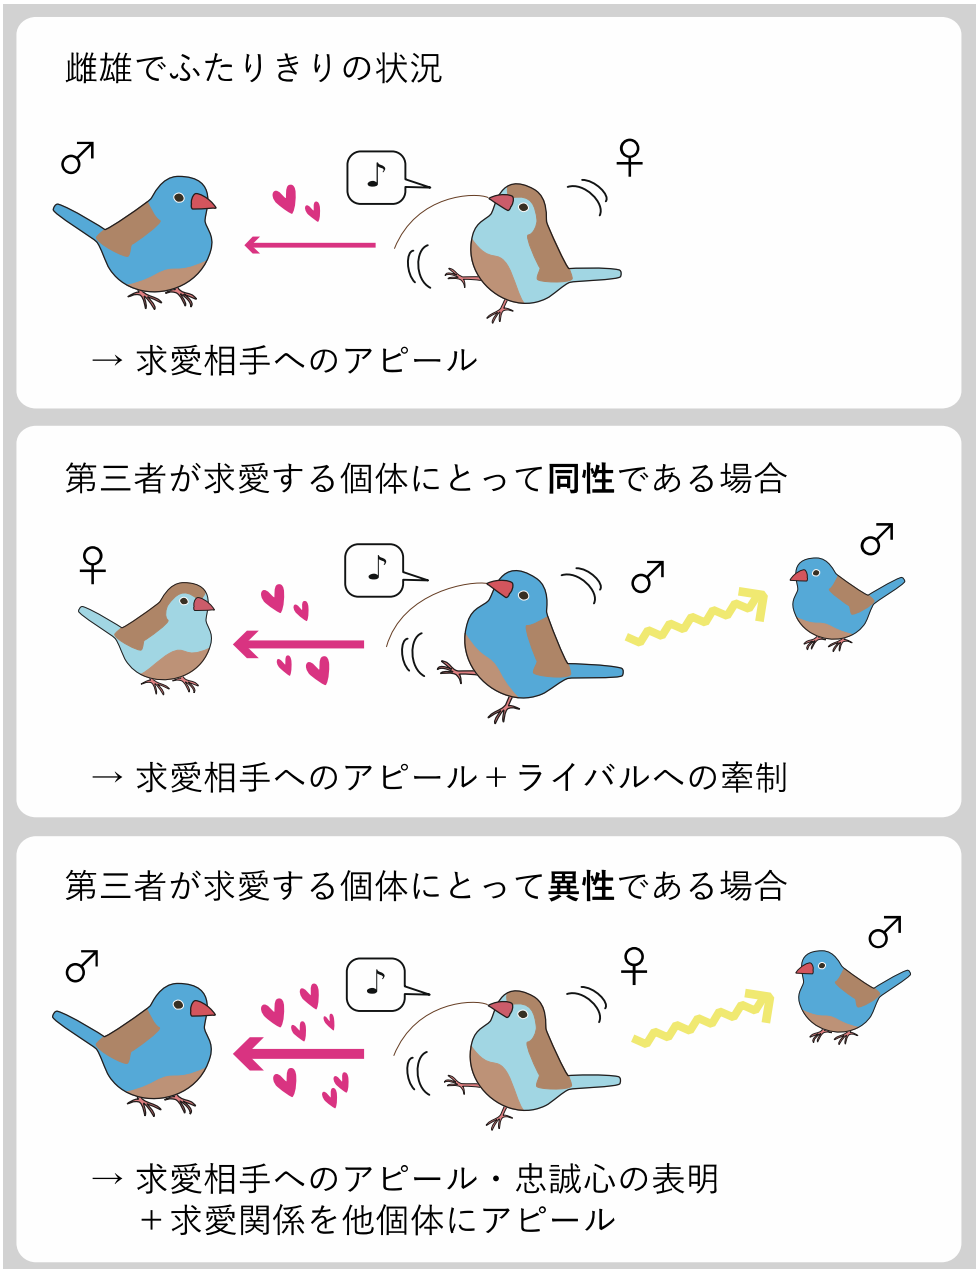 雌雄でふたりきりの状況
♂
♪
♀
→ 求愛相手へのアピール
第三者が求愛する個体にとって同性である場合
♀
♪
♂
♂
→ 求愛相手へのアピール＋ライバルへの牽制
第三者が求愛する個体にとって異性である場合
♂
♪
♀
♂
→ 求愛相手へのアピール・忠誠心の表明
＋求愛関係を他個体にアピール